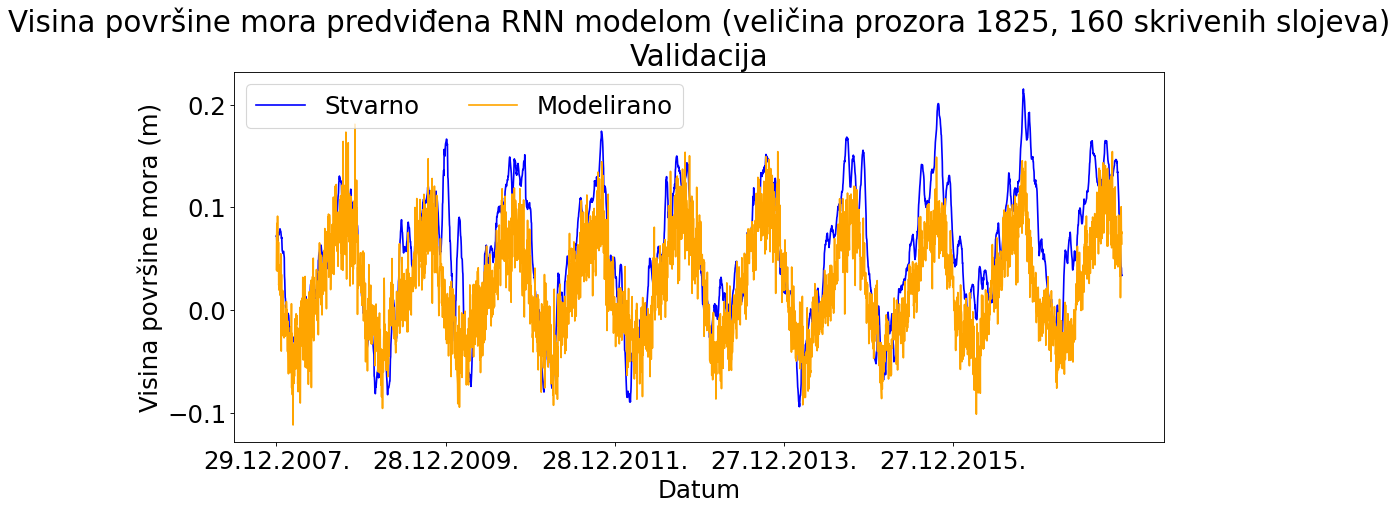 Visina površine mora predviđena RNN modelom (veličina prozora 1825, 160 skrivenih slojeva)
Validacija
Stvarno
Modelirano
Visina površine mora (m)
0.2
0.1
0.0
−0.1
29.12.2007.
28.12.2009.
28.12.2011.
27.12.2013.
27.12.2015.
Datum